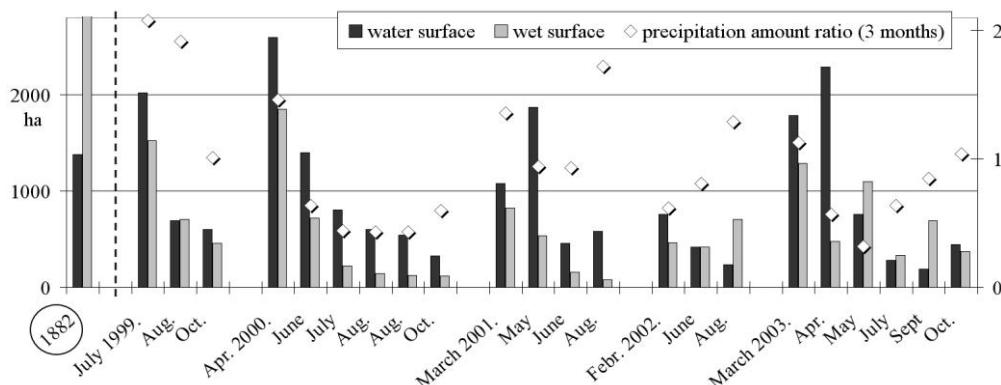 water surface wet surface precipitation amount ratio (3 months)
2000
ha
1000
0
2
1
0
1882
July 1999.
Aug.
Oct.
Apr. 2000.
June
July
Aug.
Aug.
Oct.
March 2001.
May
June
Aug.
Febr. 2002.
June
Aug.
March 2003.
Apr.
May
July
Sept
Oct.